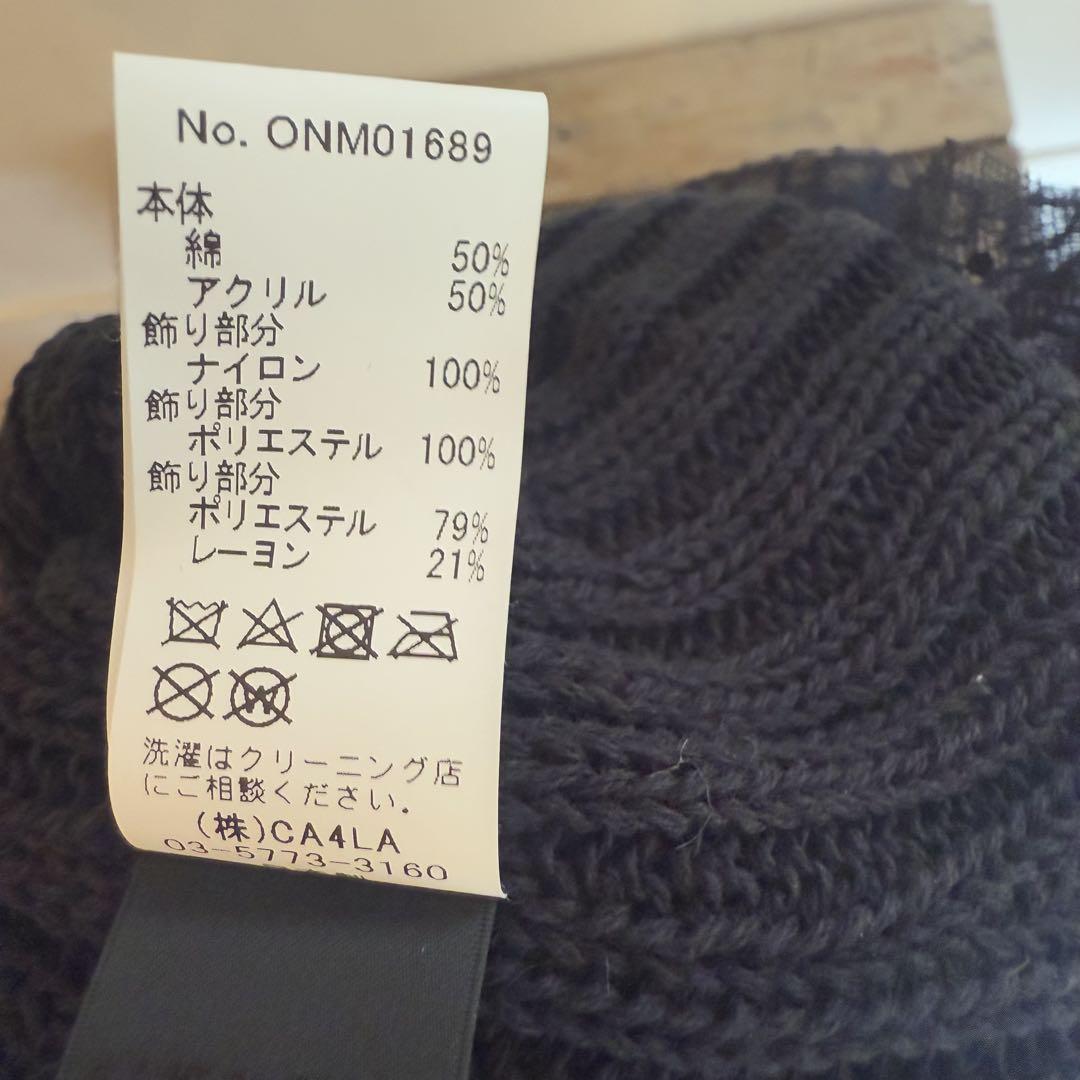 No. ONM01689
本体
綿 50%
アクリル 50%
飾り部分
ナイロン 100%
飾り部分
ポリエステル 100%
飾り部分
ポリエステル 79%
レーヨン 21%
W
洗濯はクリーニング店
にご相談ください.
(株)CA4LA
03-5773-3160